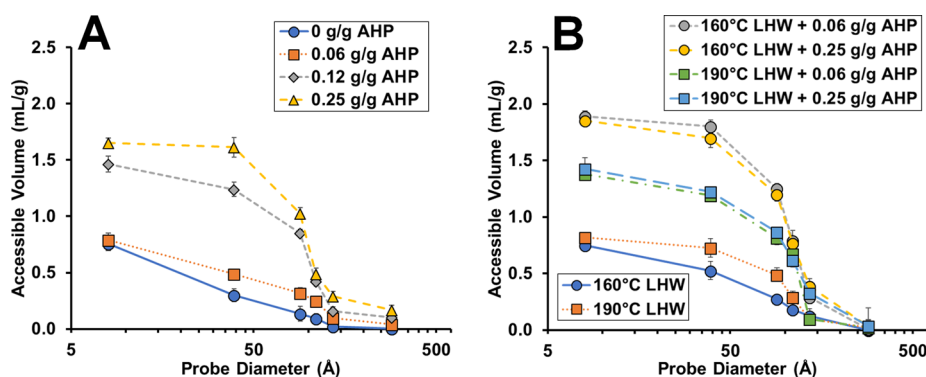 A
0 g/g AHP
0.06 g/g AHP
0.12 g/g AHP
0.25 g/g AHP
Accessible Volume (mL/g)
2.5
2.0
1.5
1.0
0.5
0.0
5
50
500
Probe Diameter (Å)
B
160°C LHW + 0.06 g/g AHP
160°C LHW + 0.25 g/g AHP
190°C LHW + 0.06 g/g AHP
190°C LHW + 0.25 g/g AHP
Accessible Volume (mL/g)
2.5
2.0
1.5
1.0
0.5
0.0
160°C LHW
190°C LHW
5
50
500
Probe Diameter (Å)